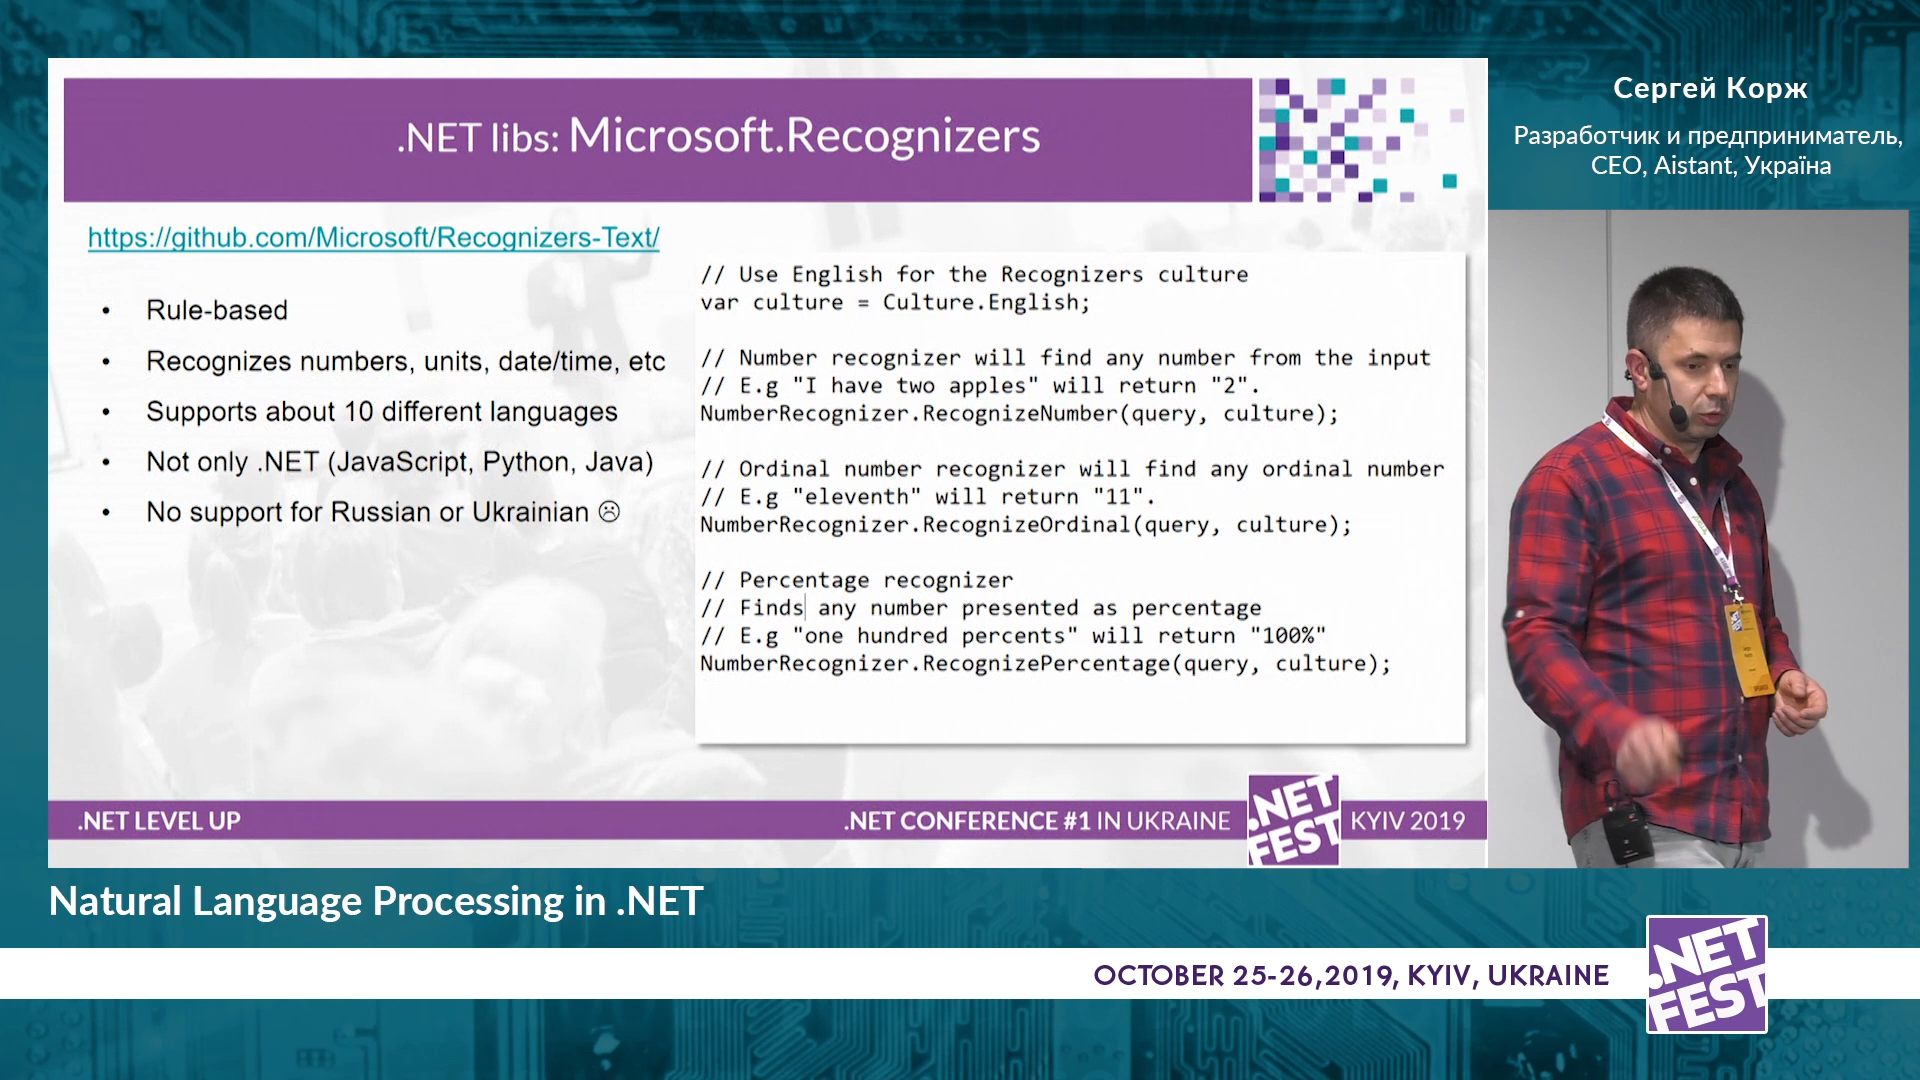 .NET libs: Microsoft.Recognizers
https://github.com/Microsoft/Recognizers-Text/
• Rule-based
• Recognizes numbers, units, date/time, etc
• Supports about 10 different languages
• Not only .NET (JavaScript, Python, Java)
• No support for Russian or Ukrainian ☹
// Use English for the Recognizers culture
var culture = Culture.English;
// Number recognizer will find any number from the input
// E.g "I have two apples" will return "2".
NumberRecognizer.RecognizeNumber(query, culture);
// Ordinal number recognizer will find any ordinal number
// E.g "eleventh" will return "11".
NumberRecognizer.RecognizeOrdinal(query, culture);
// Percentage recognizer
// Finds any number presented as percentage
// E.g "one hundred percents" will return "100%"
NumberRecognizer.RecognizePercentage(query, culture);
.NET LEVEL UP
.NET CONFERENCE #1 IN UKRAINE
.NET
FEST
KYIV 2019
Сергей Корж
Разработчик и предприниматель,
CEO, Aistant, Україна
Natural Language Processing in .NET
OCTOBER 25-26,2019, KYIV, UKRAINE
.NET
FEST